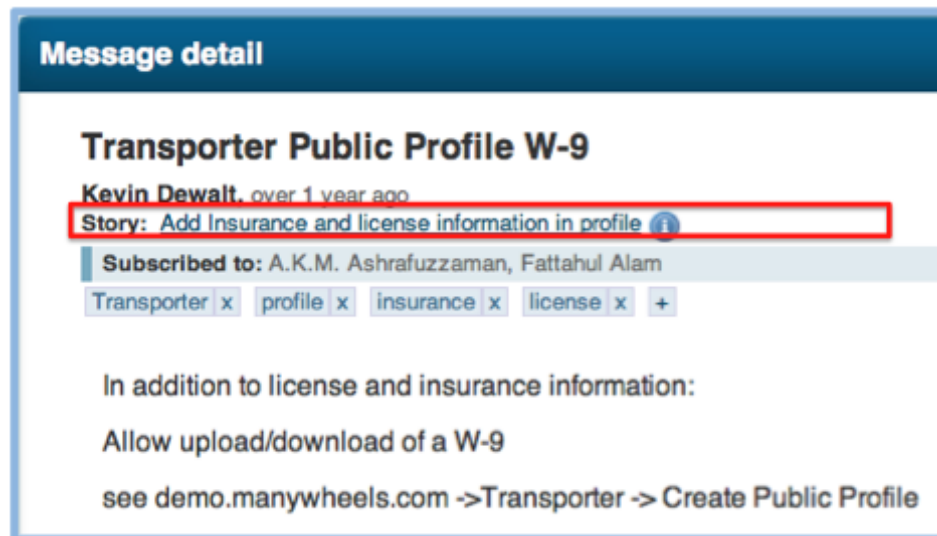 Message detail
Transporter Public Profile W-9
Kevin Dewalt, over 1 year ago
Story: Add Insurance and license information in profile i
Subscribed to: A.K.M. Ashrafuzzaman, Fattahul Alam
Transporter x profile x insurance x license x +
In addition to license and insurance information:
Allow upload/download of a W-9
see demo.manywheels.com ->Transporter -> Create Public Profile